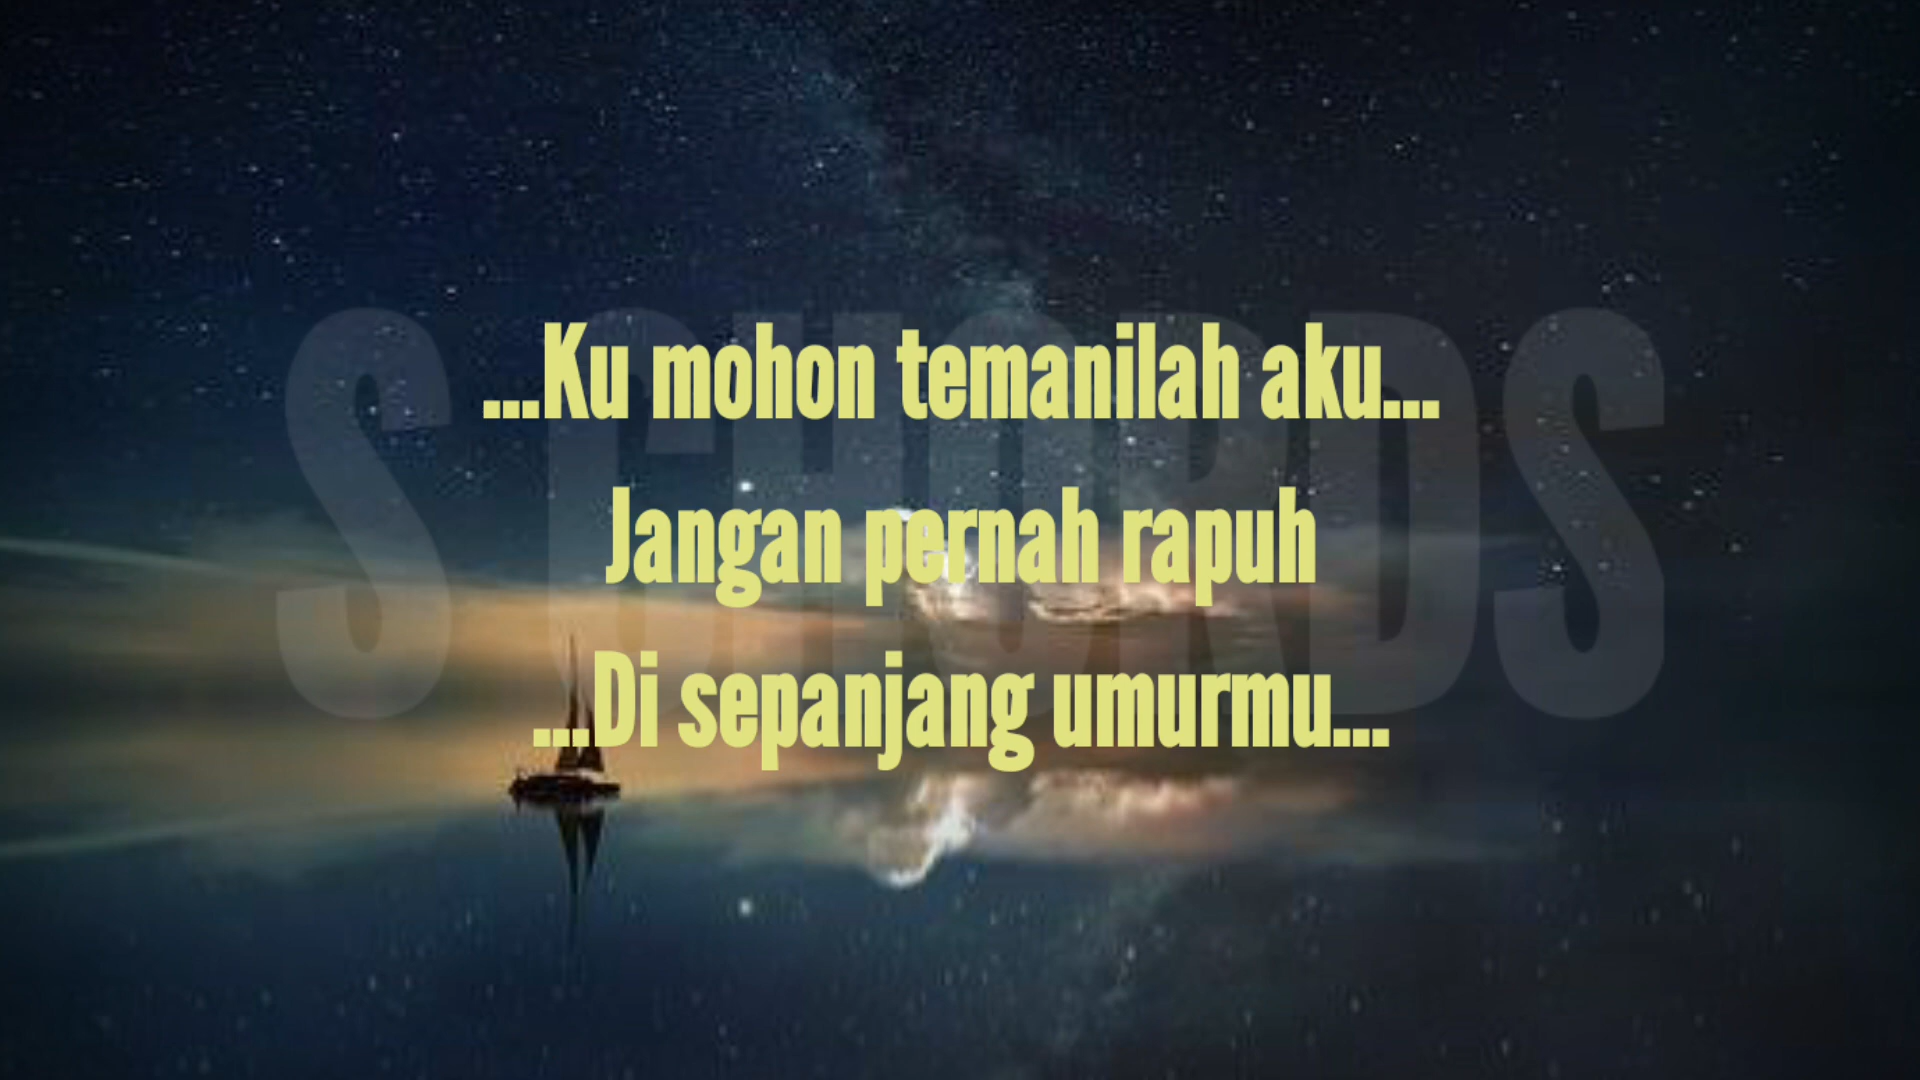 ...Ku mohon temanilah aku...
Jangan pernah rapuh
...Di sepanjang umurmu...
S CHORDS